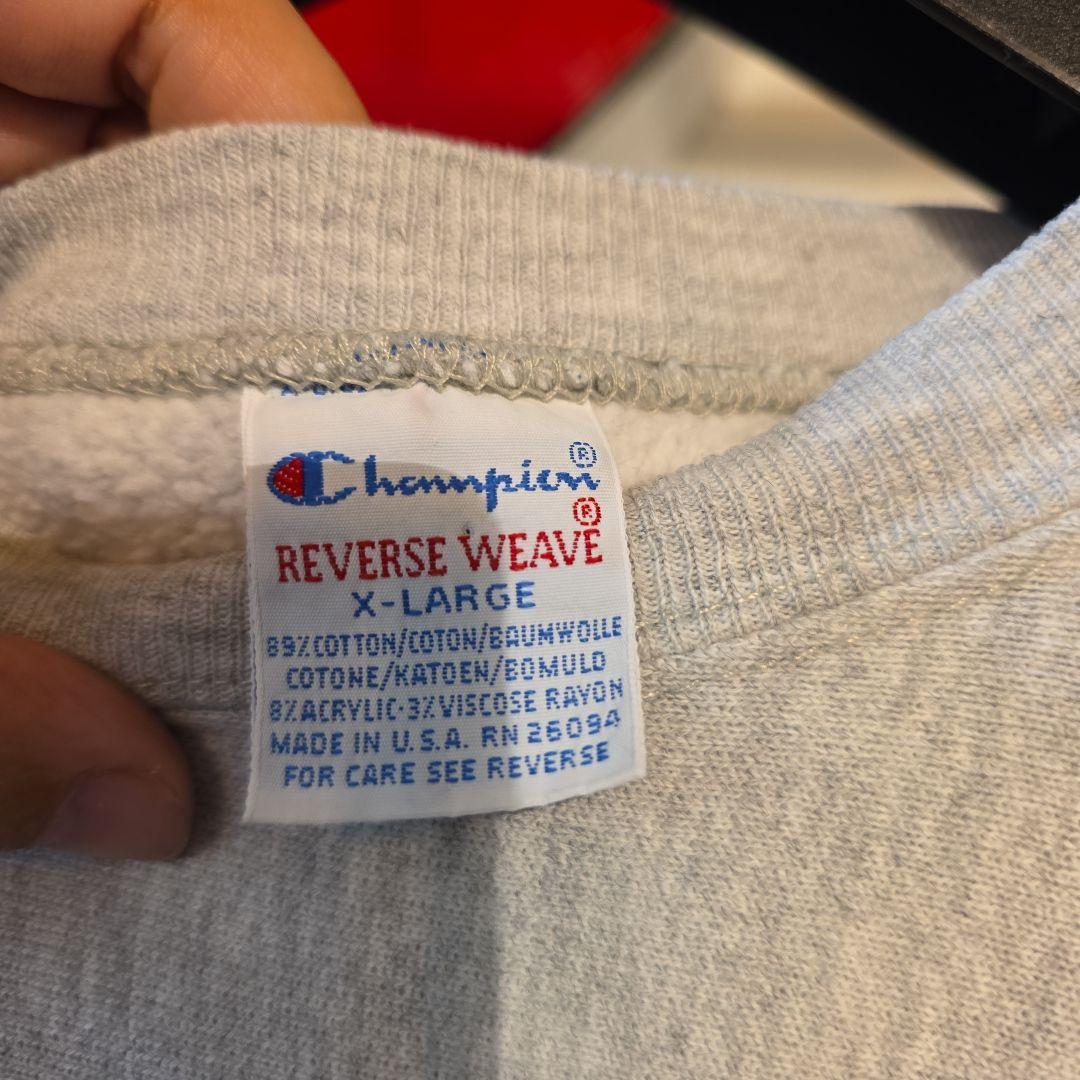 Champion®
®
REVERSE WEAVE
X-LARGE
89%COTTON/COTON/BAUMWOLLE
COTONE/KATOEN/BOMULD
8%ACRYLIC·3%VISCOSE RAYON
MADE IN U.S.A. RN 26094
FOR CARE SEE REVERSE